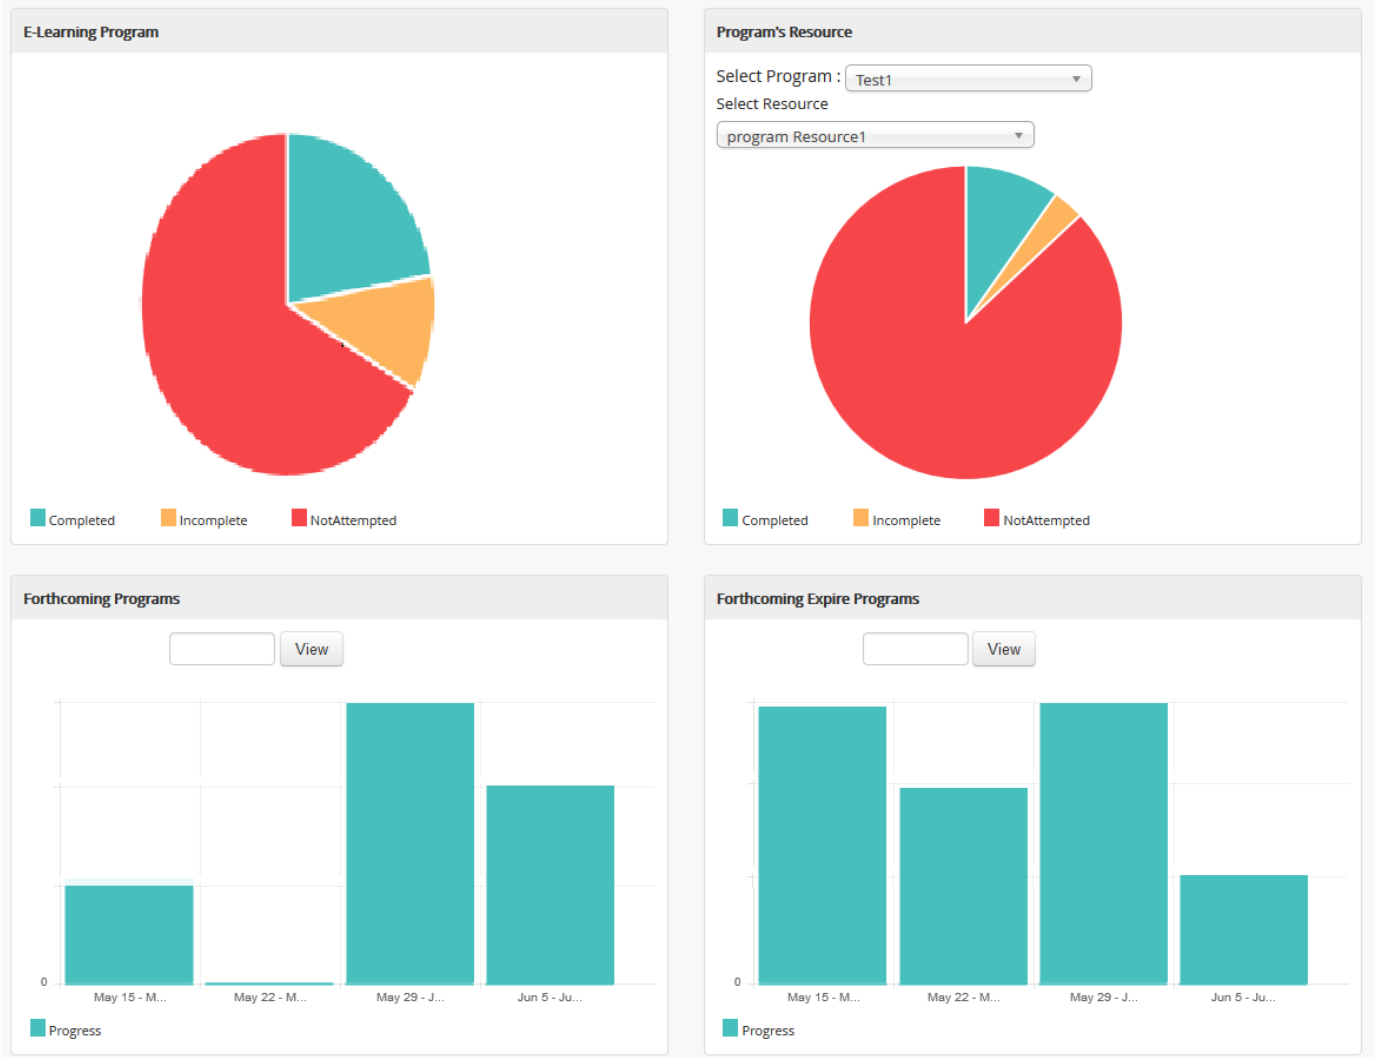 E-Learning Program
Completed
Incomplete
NotAttempted
Program's Resource
Select Program :
Test1
Select Resource
program Resource1
Completed
Incomplete
NotAttempted
Forthcoming Programs
View
0
May 15 - M...
May 22 - M...
May 29 - J...
Jun 5 - Ju...
Progress
Forthcoming Expire Programs
View
0
May 15 - M...
May 22 - M...
May 29 - J...
Jun 5 - Ju...
Progress